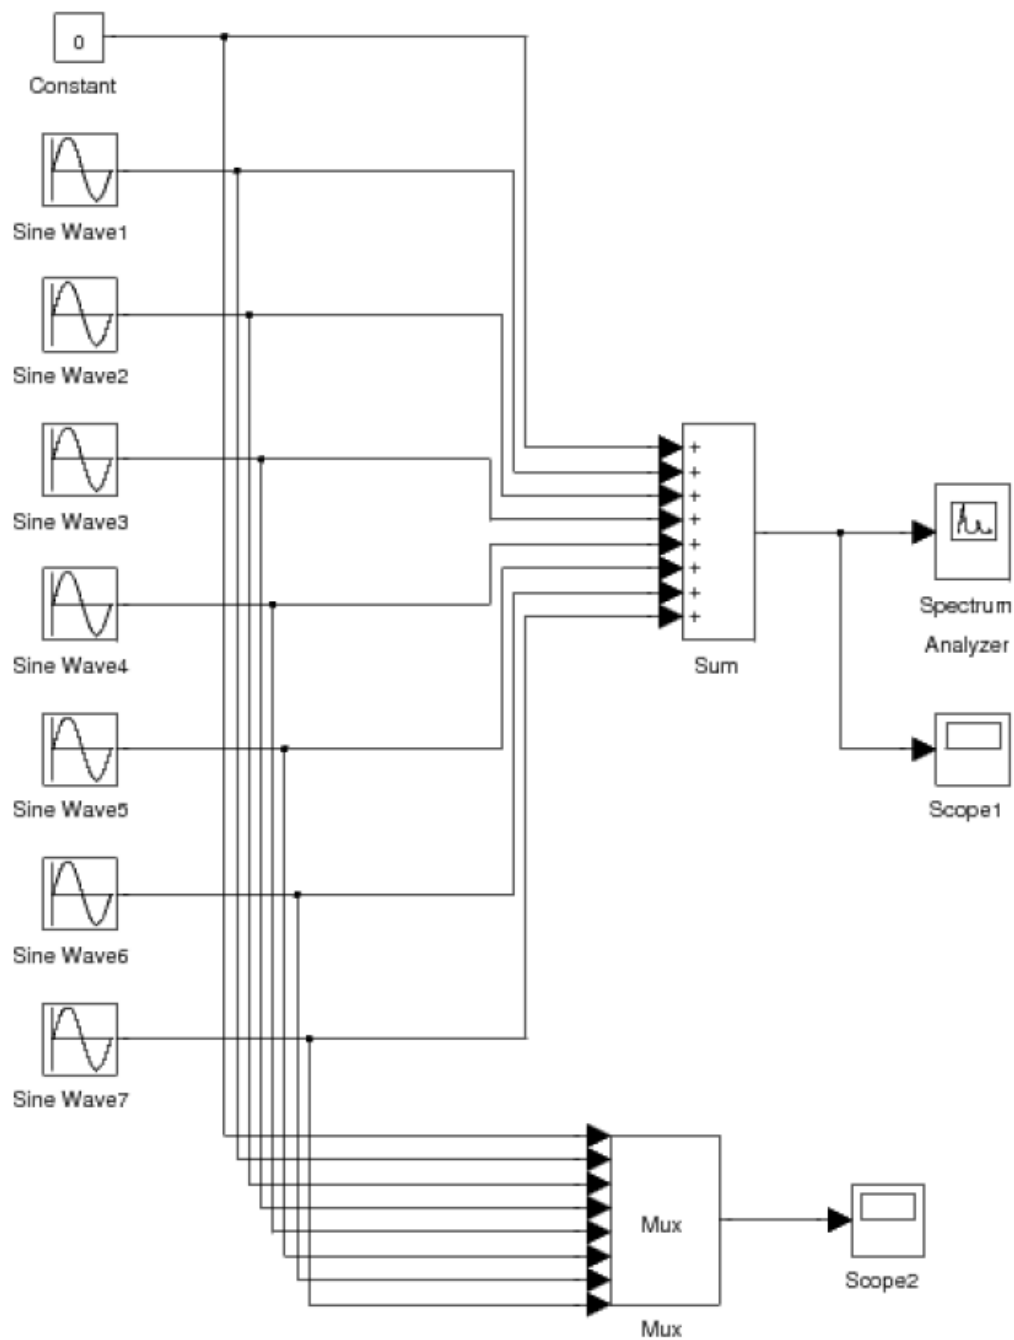 0
Constant
Sine Wave1
Sine Wave2
Sine Wave3
Sine Wave4
Sine Wave5
Sine Wave6
Sine Wave7
+
+
+
+
+
+
+
+
Sum
Spectrum
Analyzer
Scope1
Mux
Mux
Scope2